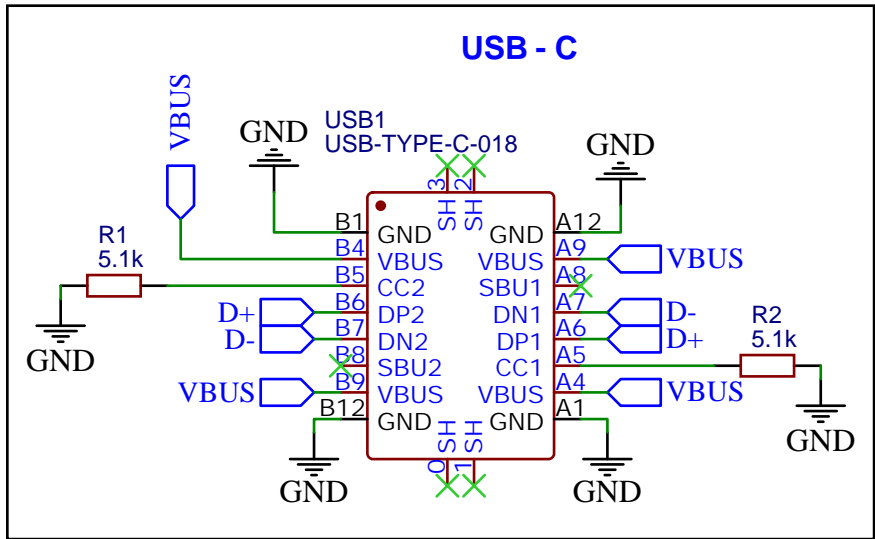 USB - C
VBUS
GND
USB1
USB-TYPE-C-018
GND
3
2
SH
SH
B1
GND
GND
A12
R1
5.1k
B4
VBUS
VBUS
A9
VBUS
B5
CC2
SBU1
A8
GND
D+
B6
DP2
DN1
A7
D-
D-
B7
DN2
DP1
A6
D+
R2
5.1k
B8
SBU2
CC1
A5
VBUS
B9
VBUS
VBUS
A4
VBUS
B12
GND
GND
A1
SH
SH
0
1
GND
GND
GND